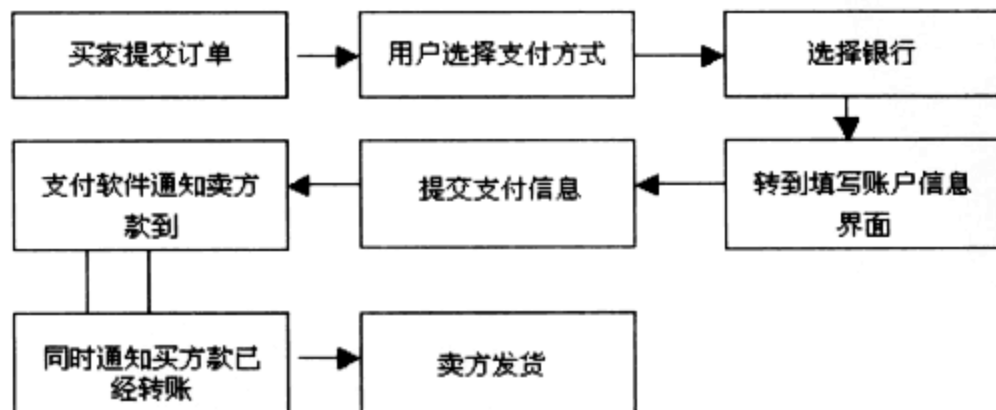 买家提交订单
用户选择支付方式
选择银行
转到填写账户信息
界面
提交支付信息
支付软件通知卖方
款到
同时通知买方款已
经转账
卖方发货